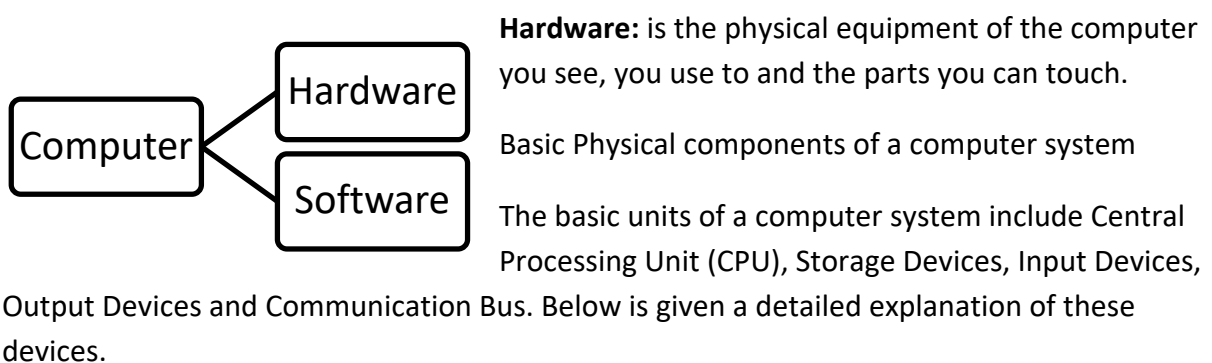 Computer
Hardware
Software
Hardware: is the physical equipment of the computer
you see, you use to and the parts you can touch.
Basic Physical components of a computer system
The basic units of a computer system include Central
Processing Unit (CPU), Storage Devices, Input Devices,
Output Devices and Communication Bus. Below is given a detailed explanation of these
devices.